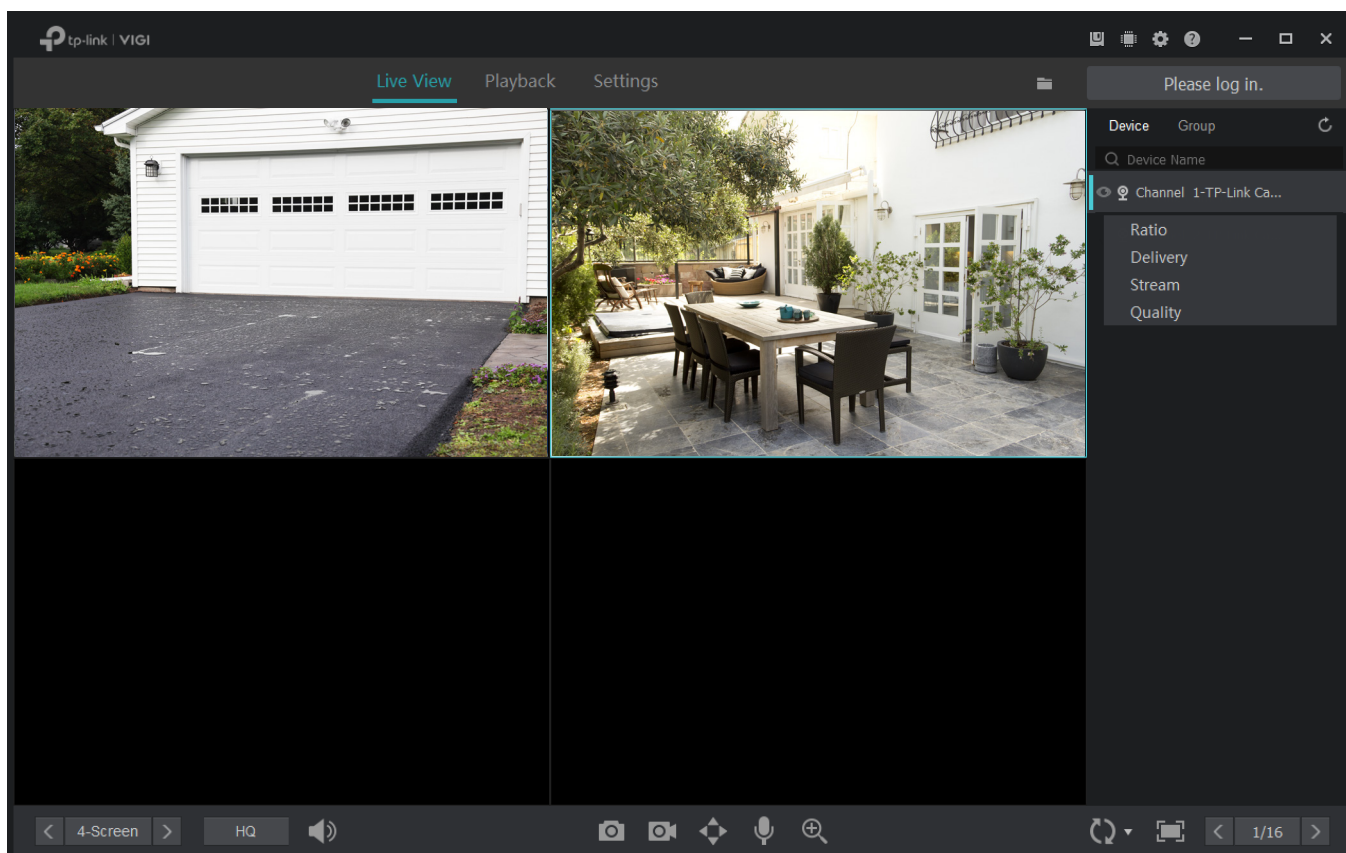 tp-link | VIGI
Live View Playback Settings
Please log in.
Device Group
Device Name
Channel 1-TP-Link Ca...
Ratio
Delivery
Stream
Quality
4-Screen HQ 1/16